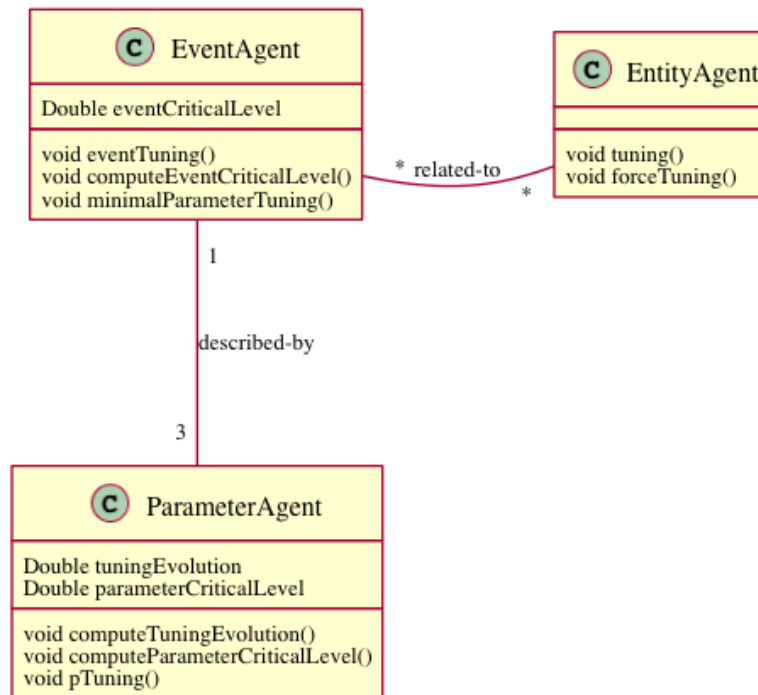 C EventAgent
Double eventCriticalLevel
void eventTuning()
void computeEventCriticalLevel()
void minimalParameterTuning()
C EntityAgent
void tuning()
void forceTuning()
* related-to
*
1
described-by
3
C ParameterAgent
Double tuningEvolution
Double parameterCriticalLevel
void computeTuningEvolution()
void computeParameterCriticalLevel()
void pTuning()